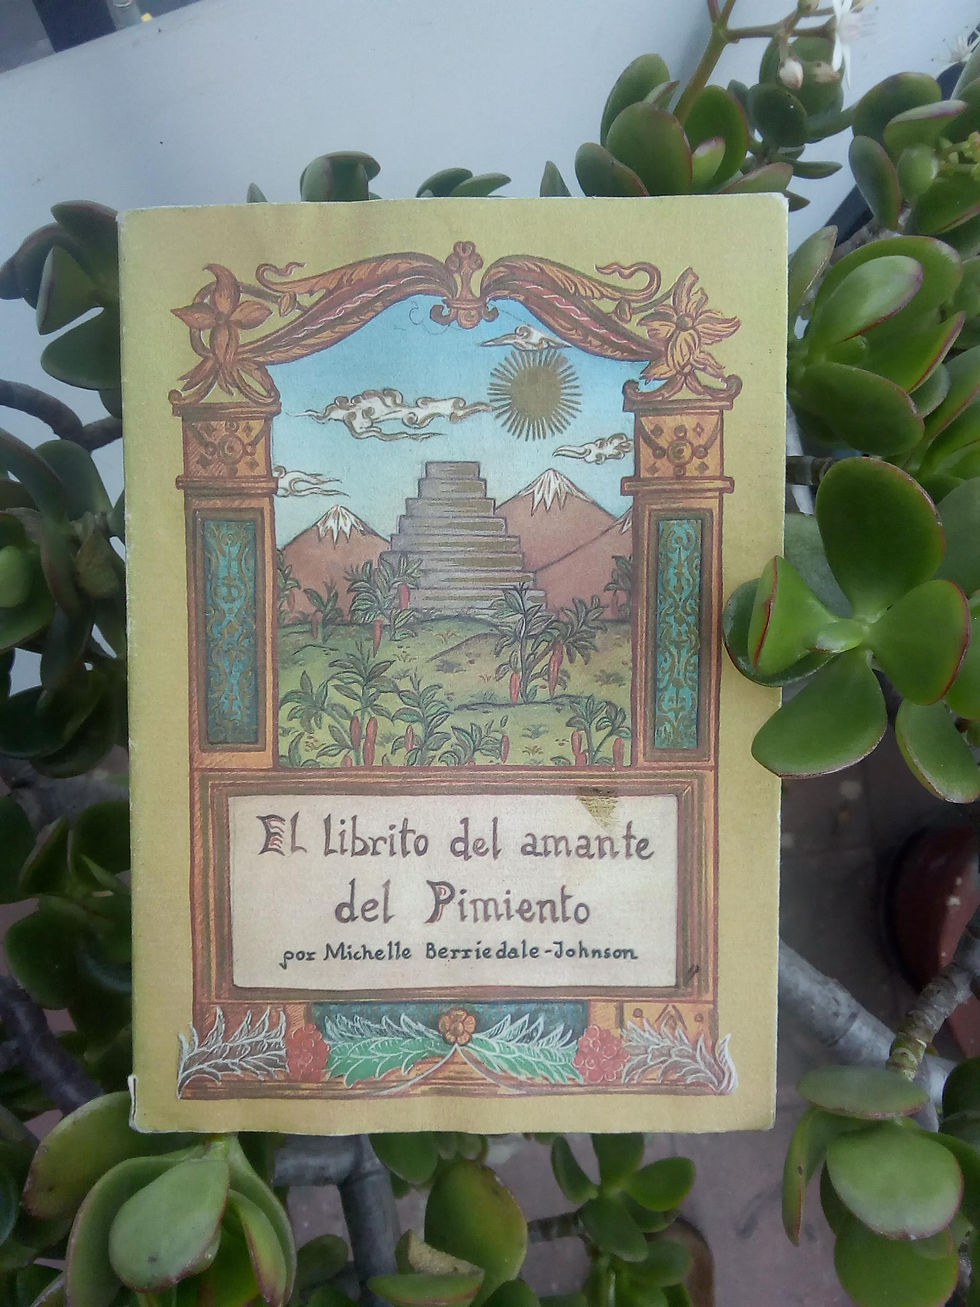 El librito del amante
del Pimiento
por Michelle Berriedale-Johnson